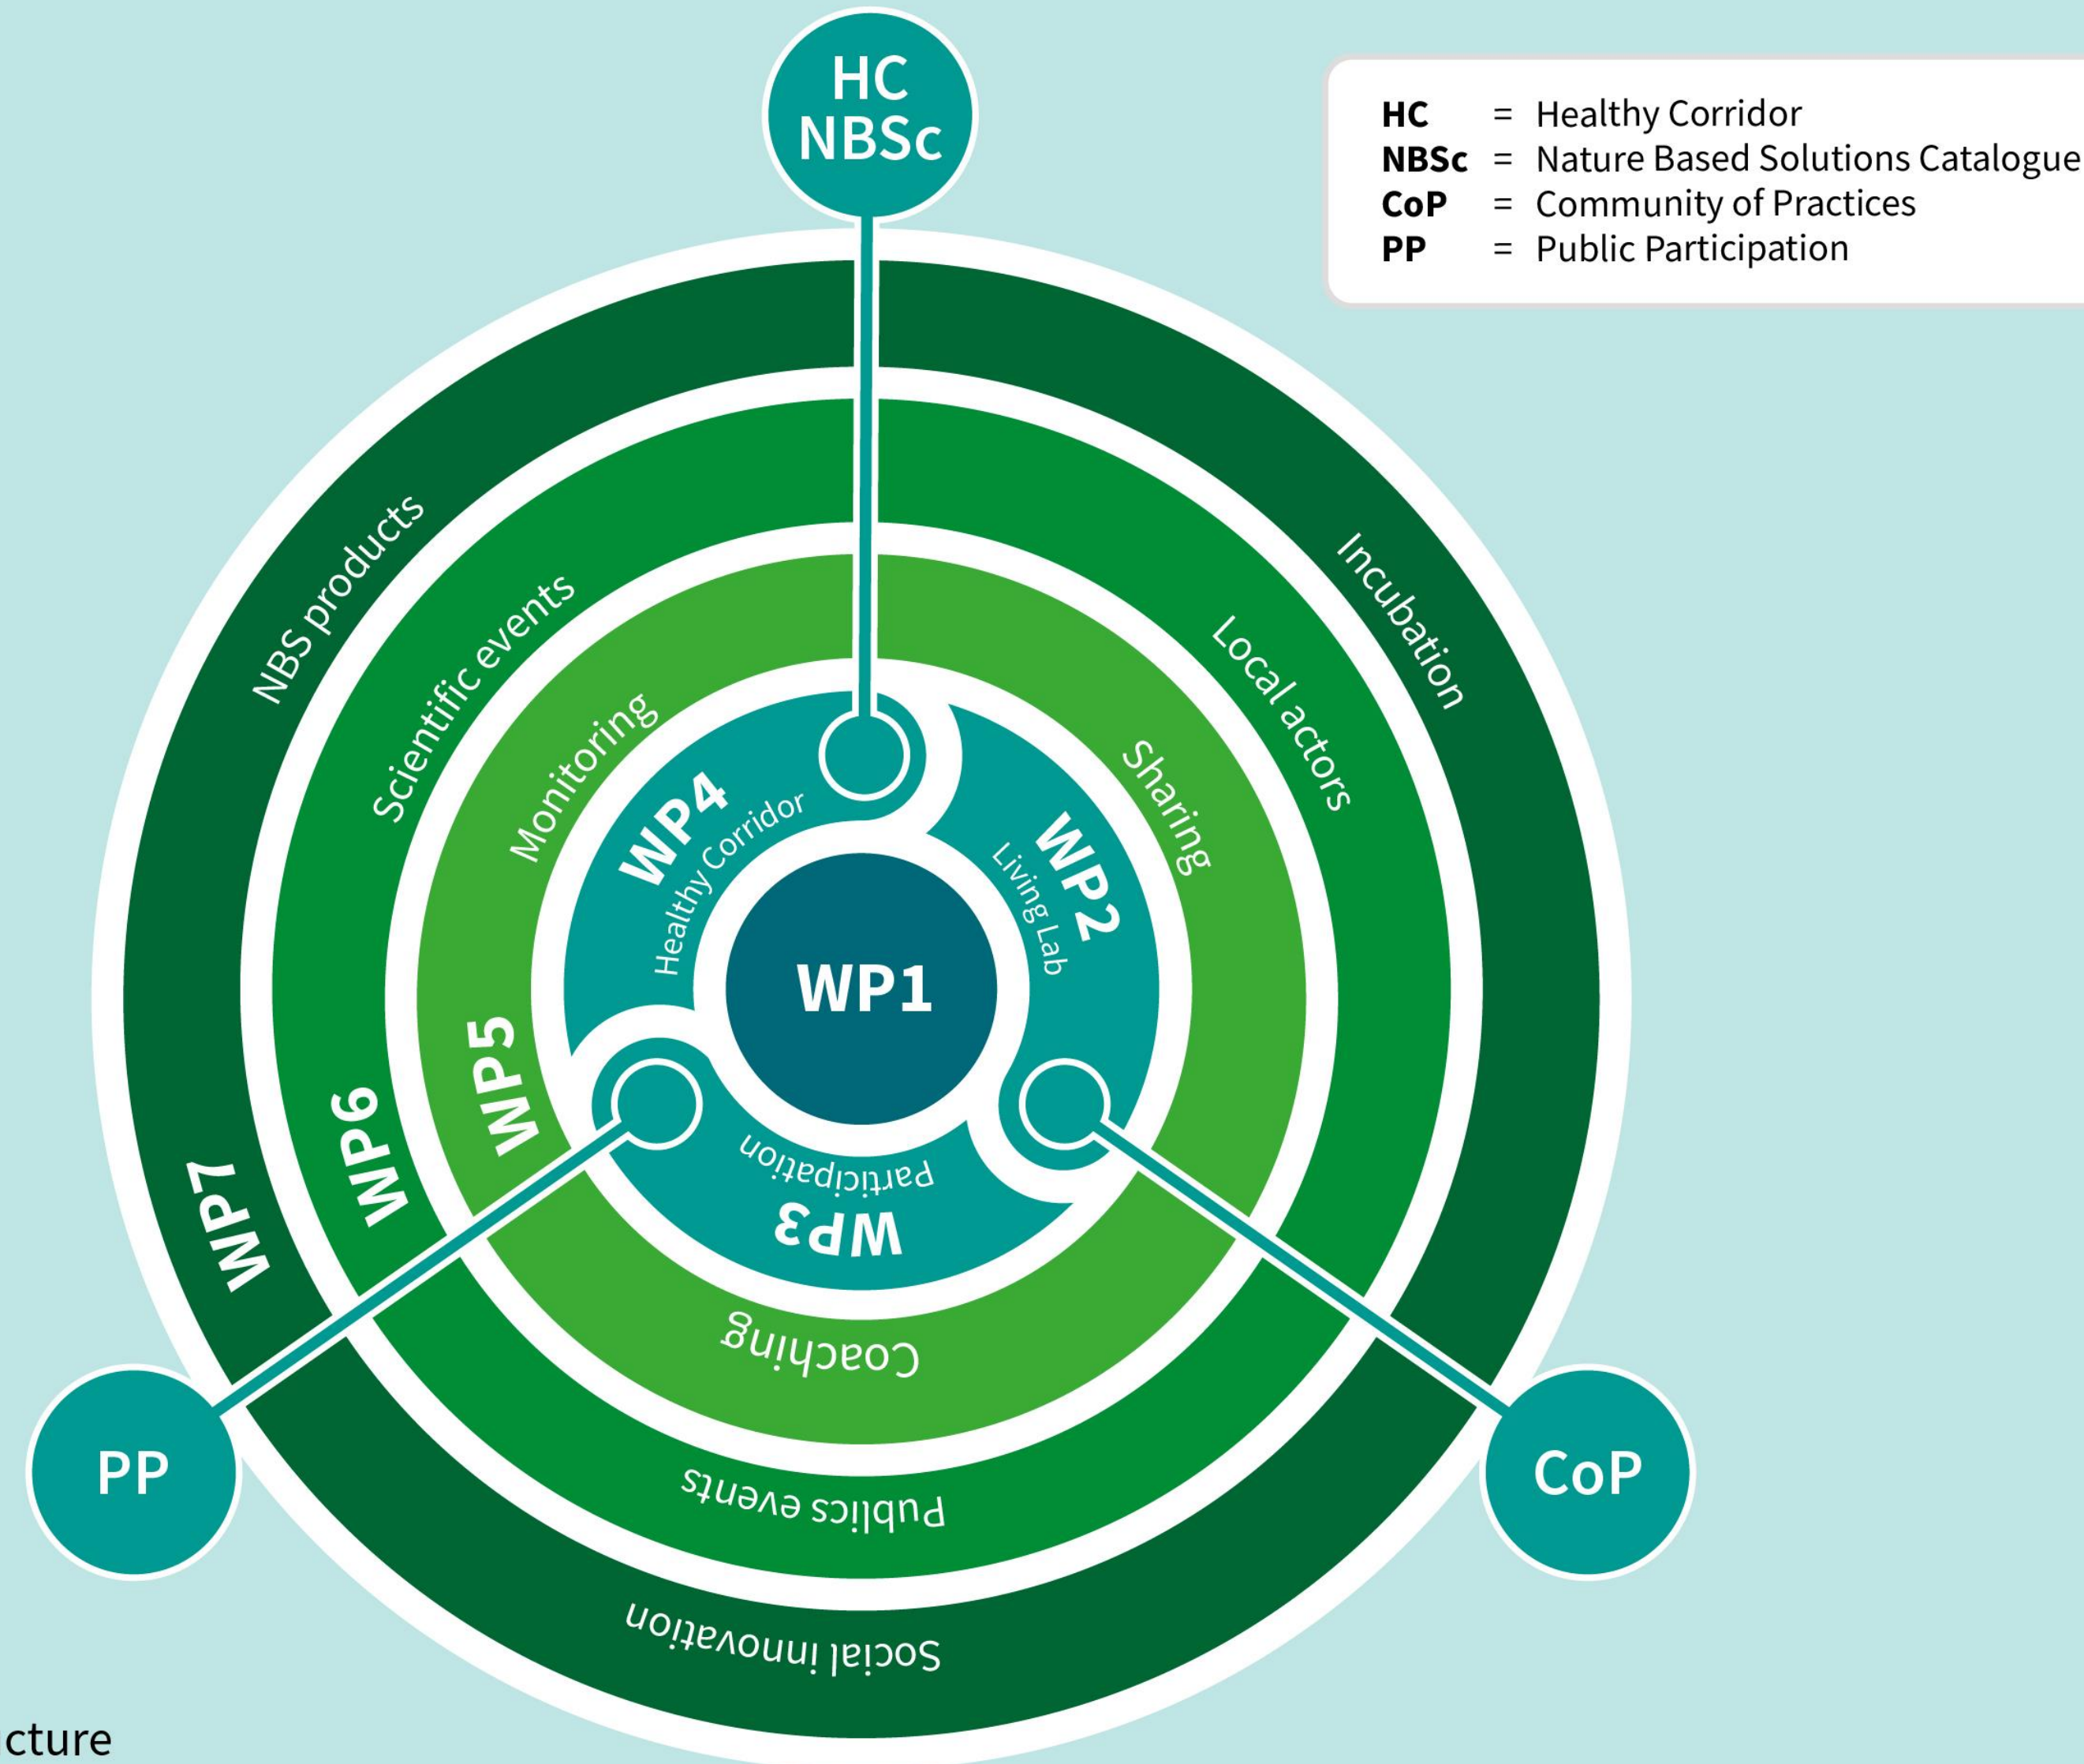 HC
NBSc
HC = Healthy Corridor
NBSc = Nature Based Solutions Catalogue
CoP = Community of Practices
PP = Public Participation
NBS products
Incubation
Scientific events
Local actors
Monitoring
Sharing
WP4
Healthy Corridor
WP2
Living Lab
WP1
WP5
WP6
WP7
Participation
WP3
Coaching
Publics events
Social innovation
PP
CoP
cture